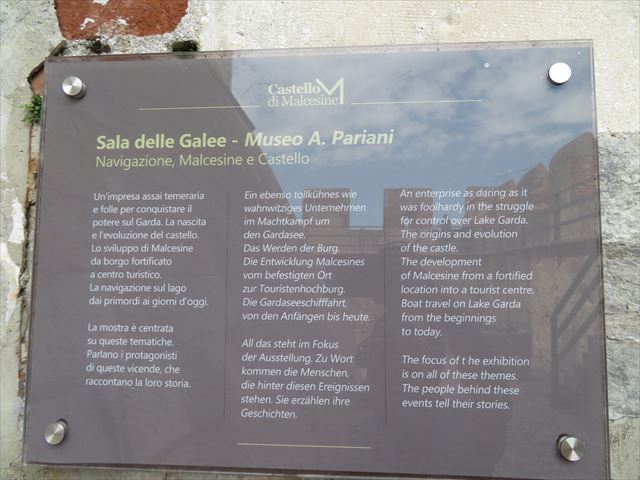 Castello
di Malcesine
Sala delle Galee - Museo A. Pariani
Navigazione, Malcesine e Castello
Un'impresa assai temeraria
e folle per conquistare il
potere sul Garda. La nascita
e l'evoluzione del castello.
Lo sviluppo di Malcesine
da borgo fortificato
a centro turistico.
La navigazione sul lago
dai primordi ai giorni d'oggi.
La mostra è centrata
su queste tematiche.
Parlano i protagonisti
di queste vicende, che
raccontano la loro storia.
Ein ebenso tollkühnes wie
wahnwitziges Unternehmen
im Machtkampf um
den Gardasee.
Das Werden der Burg.
Die Entwicklung Malcesines
vom befestigten Ort
zur Touristenhochburg.
Die Gardaseeschifffahrt
von den Anfängen bis heute.
All das steht im Fokus
der Ausstellung. Zu Wort
kommen die Menschen,
die hinter diesen Ereignissen
stehen. Sie erzählen ihre
Geschichten.
An enterprise as daring as it
was foolhardy in the struggle
for control over Lake Garda.
The origins and evolution
of the castle.
The development
of Malcesine from a fortified
location into a tourist centre.
Boat travel on Lake Garda
from the beginnings
to today.
The focus of t he exhibition
is on all of these themes.
The people behind these
events tell their stories.